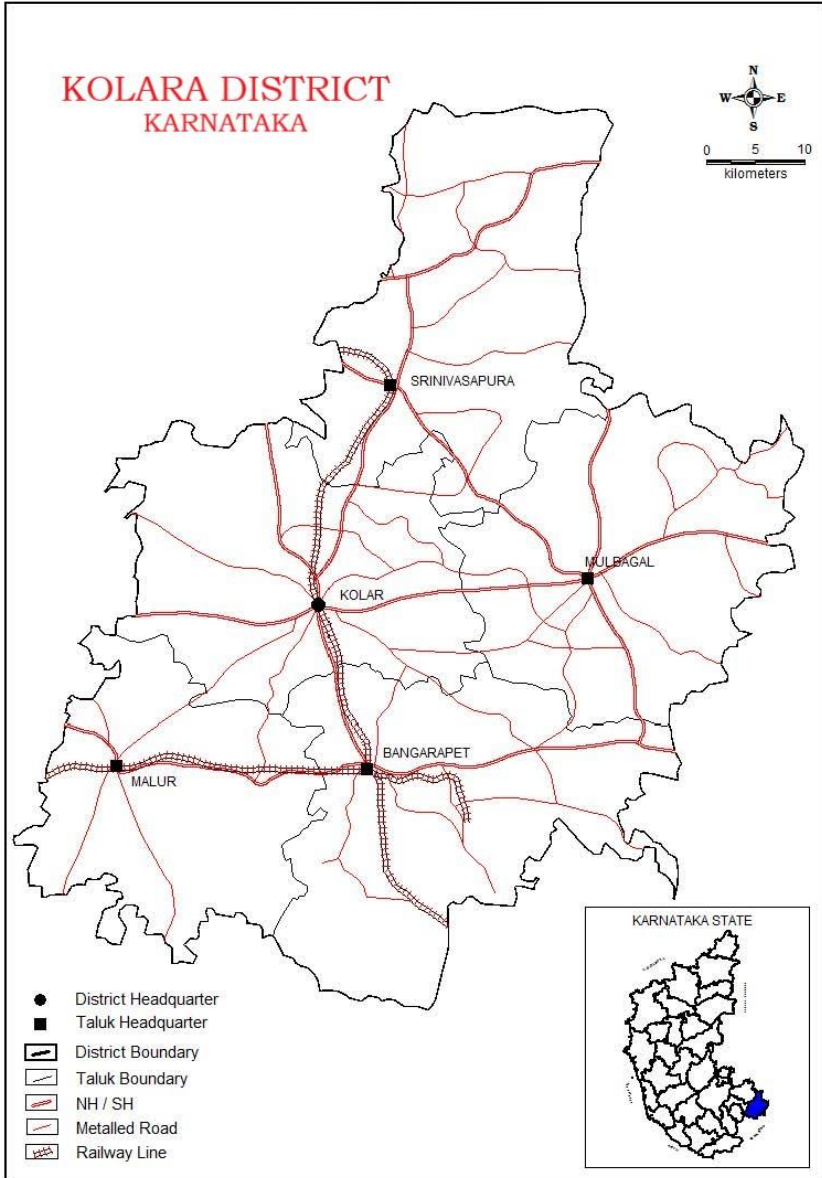 KOLARA DISTRICT
KARNATAKA
N
W E
S
0 5 10
kilometers
SRINIVASAPURA
MULBAGAL
KOLAR
BANGARAPET
MALUR
KARNATAKA STATE
District Headquarter
Taluk Headquarter
District Boundary
Taluk Boundary
NH / SH
Metalled Road
Railway Line